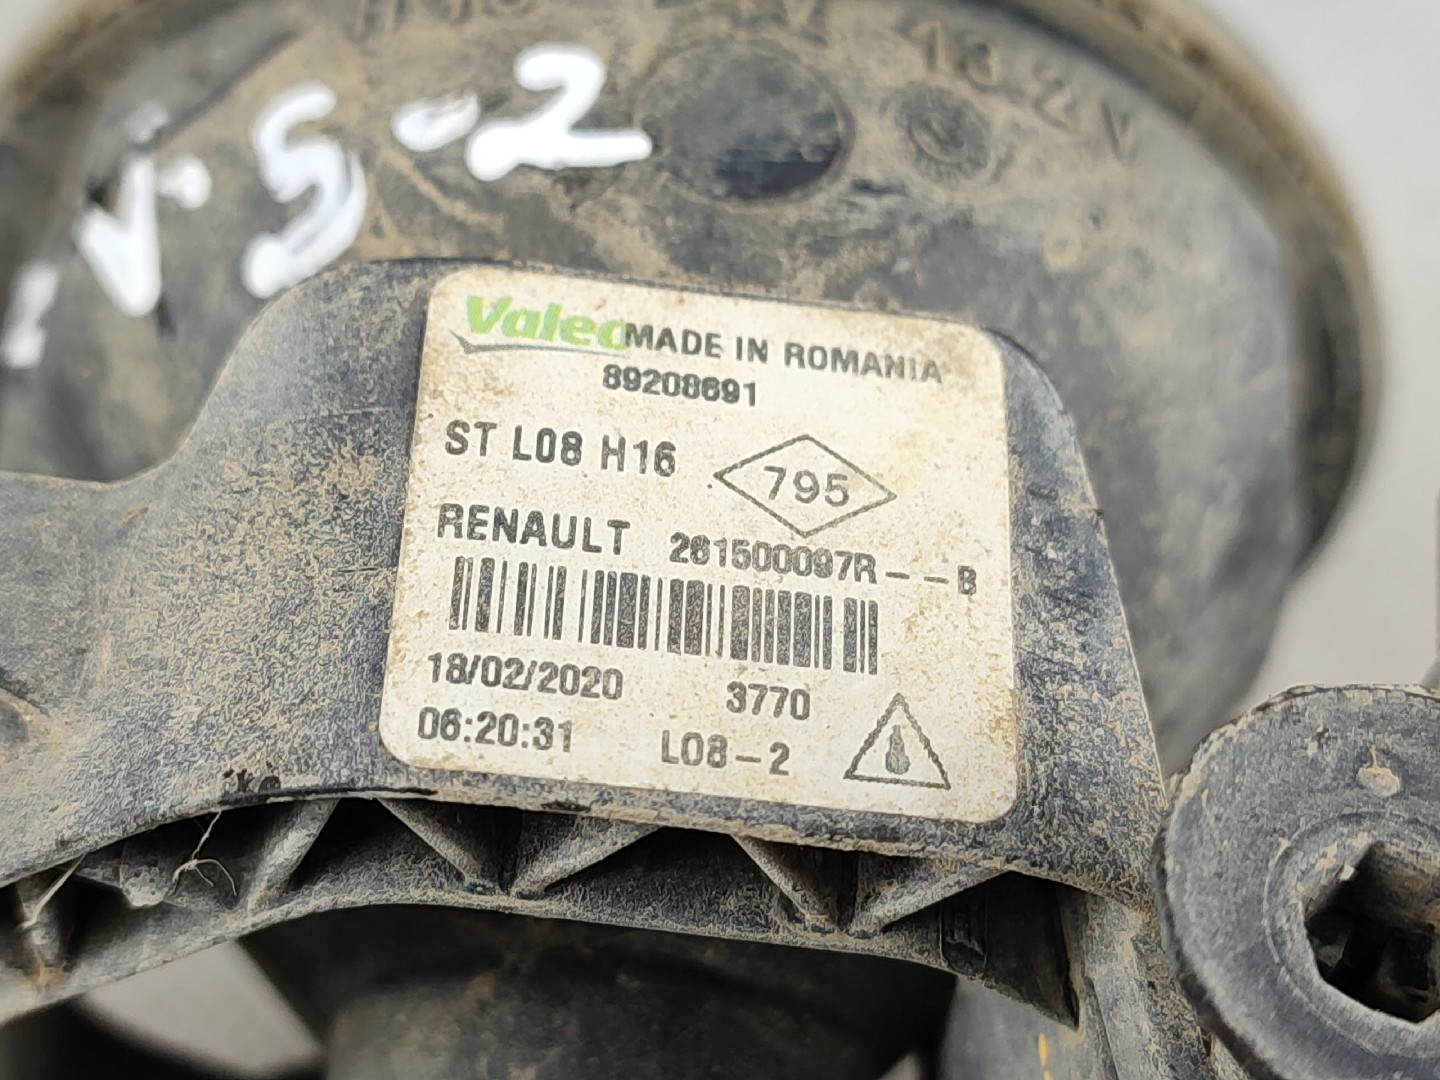 13.2V
V·S-2
Valeo MADE IN ROMANIA
89208691
ST L08 H16
795
RENAULT 261500097R--B
18/02/2020 3770
06:20:31 L08-2